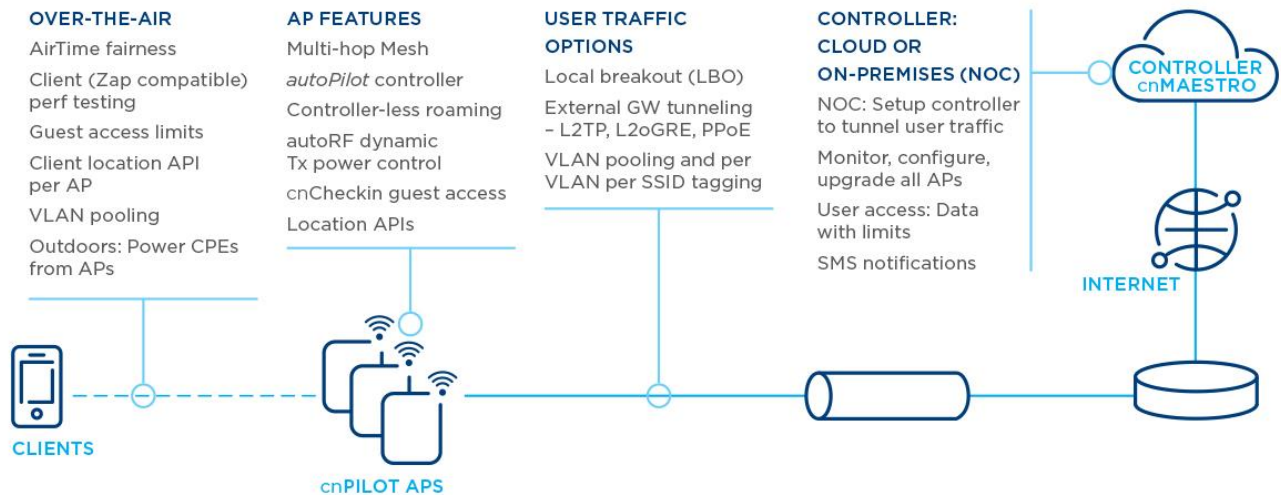 OVER-THE-AIR
AirTime fairness
Client (Zap compatible)
perf testing
Guest access limits
Client location API
per AP
VLAN pooling
Outdoors: Power CPEs
from APs
AP FEATURES
Multi-hop Mesh
autoPilot controller
Controller-less roaming
autoRF dynamic
Tx power control
cnCheckin guest access
Location APIs
USER TRAFFIC
OPTIONS
Local breakout (LBO)
External GW tunneling
– L2TP, L2oGRE, PPoE
VLAN pooling and per
VLAN per SSID tagging
CONTROLLER:
CLOUD OR
ON-PREMISES (NOC)
NOC: Setup controller
to tunnel user traffic
Monitor, configure,
upgrade all APs
User access: Data
with limits
SMS notifications
CONTROLLER
cnMAESTRO
INTERNET
CLIENTS
cnPILOT APS